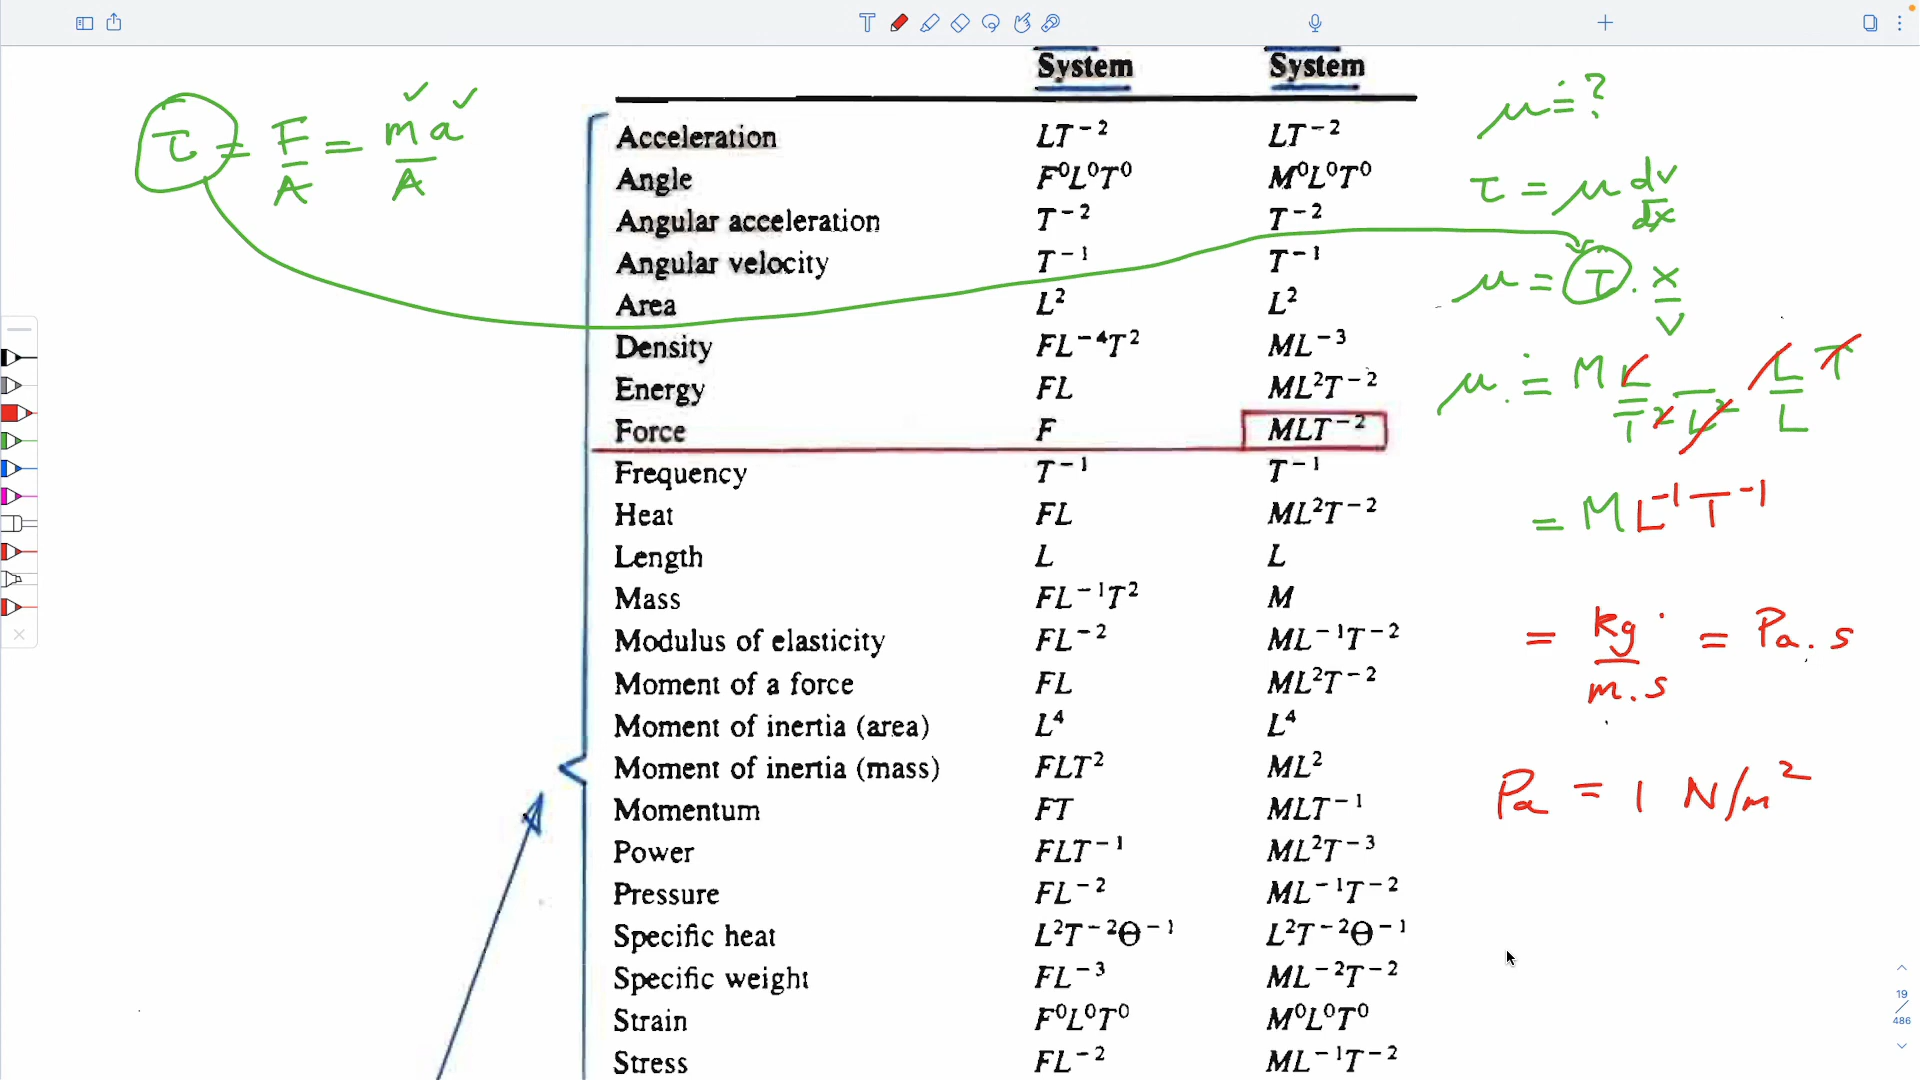 System System
Acceleration LT⁻² LT⁻²
Angle F⁰L⁰T⁰ M⁰L⁰T⁰
Angular acceleration T⁻² T⁻²
Angular velocity T⁻¹ T⁻¹
Area L² L²
Density FL⁻⁴T² ML⁻³
Energy FL ML²T⁻²
Force F MLT⁻²
Frequency T⁻¹ T⁻¹
Heat FL ML²T⁻²
Length L L
Mass FL⁻¹T² M
Modulus of elasticity FL⁻² ML⁻¹T⁻²
Moment of a force FL ML²T⁻²
Moment of inertia (area) L⁴ L⁴
Moment of inertia (mass) FLT² ML²
Momentum FT MLT⁻¹
Power FLT⁻¹ ML²T⁻³
Pressure FL⁻² ML⁻¹T⁻²
Specific heat L²T⁻²Θ⁻¹ L²T⁻²Θ⁻¹
Specific weight FL⁻³ ML⁻²T⁻²
Strain F⁰L⁰T⁰ M⁰L⁰T⁰
Stress FL⁻² ML⁻¹T⁻²
τ = F/A = ma/A
μ ≐ ?
τ = μ dv/dx
μ = τ . x/v
μ ≐ M L/T² 1/L² L/L T
= M L⁻¹ T⁻¹
= kg/m.s = Pa.s
Pa = 1 N/m²
19
/
486